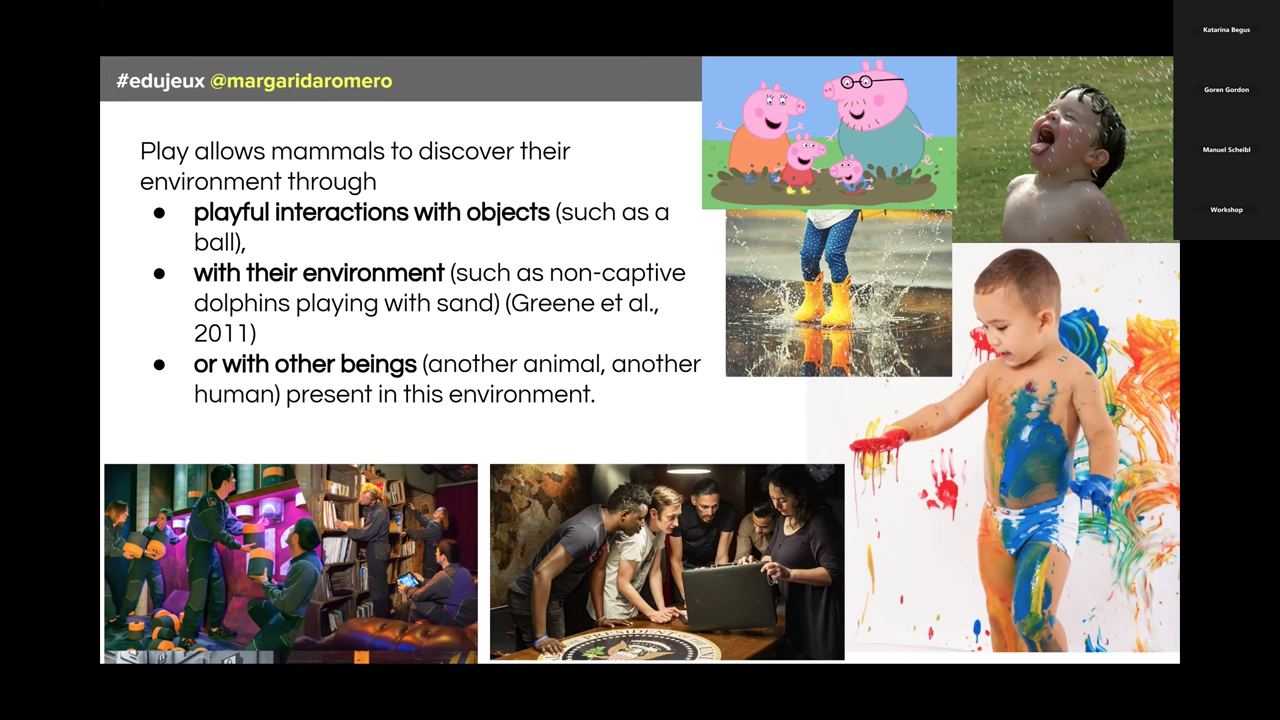 #edujeux @margaridaromero
Play allows mammals to discover their
environment through
● playful interactions with objects (such as a
ball),
● with their environment (such as non-captive
dolphins playing with sand) (Greene et al.,
2011)
● or with other beings (another animal, another
human) present in this environment.
Katarina Begus
Goren Gordon
Manuel Scheibl
Workshop